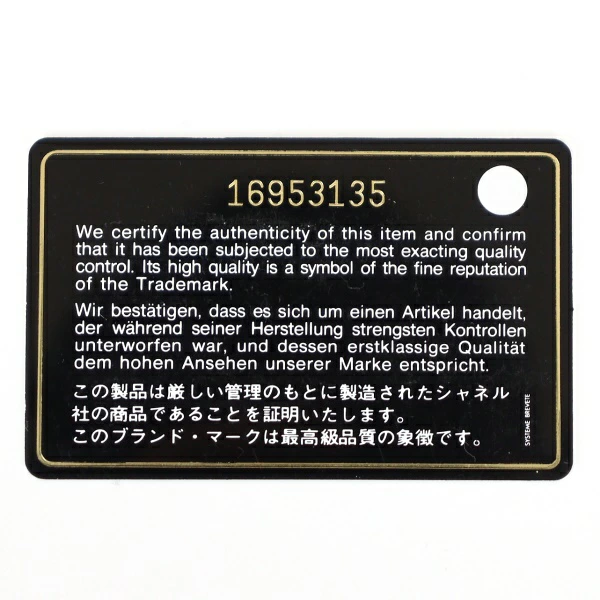 16953135
We certify the authenticity of this item and confirm
that it has been subjected to the most exacting quality
control. Its high quality is a symbol of the fine reputation
of the Trademark.
Wir bestätigen, dass es sich um einen Artikel handelt,
der während seiner Herstellung strengsten Kontrollen
unterworfen war, und dessen erstklassige Qualität
dem hohen Ansehen unserer Marke entspricht.
この製品は厳しい管理のもとに製造されたシャネル
社の商品であることを証明いたします。
このブランド・マークは最高級品質の象徴です。
SYSTEME BREVETE